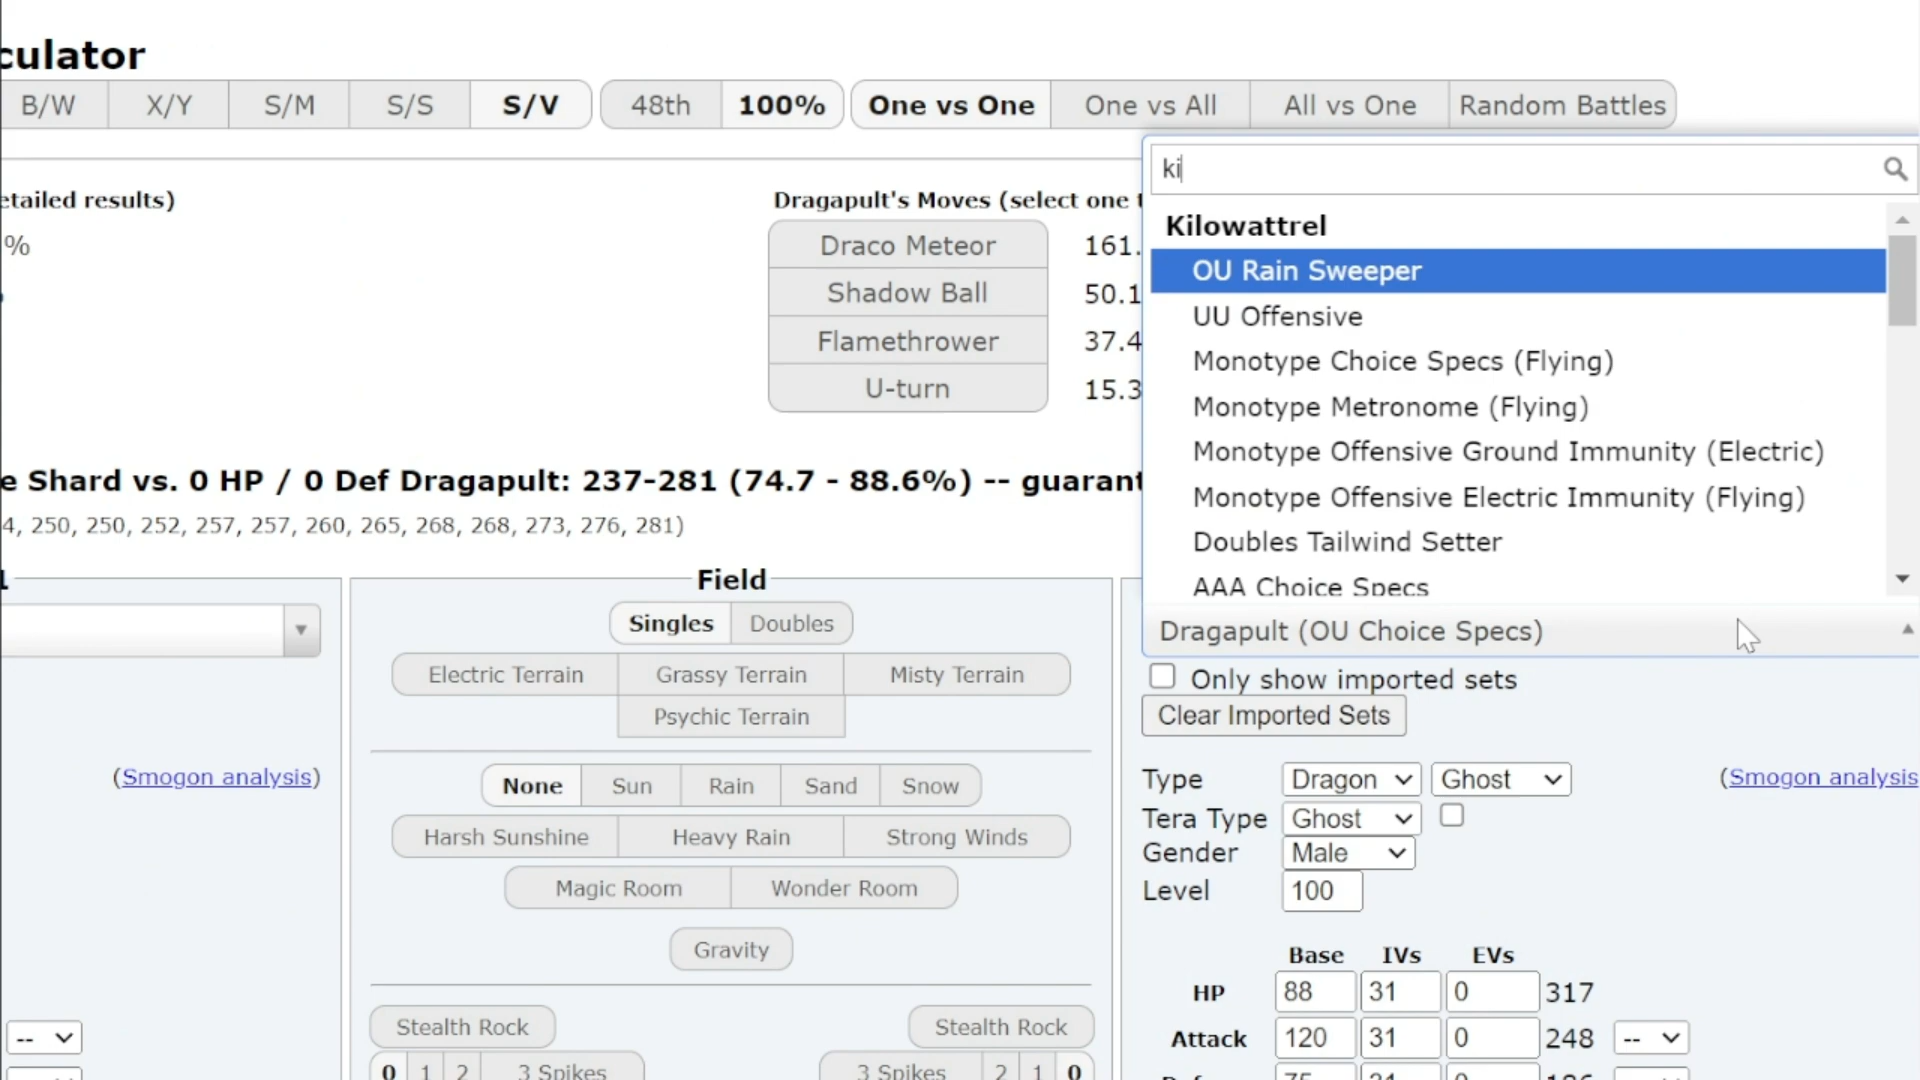 culator
B/W X/Y S/M S/S S/V 48th 100% One vs One One vs All All vs One Random Battles
ki
etailed results)
Dragapult's Moves (select one
Kilowattrel
%
Draco Meteor 161.
OU Rain Sweeper
Shadow Ball 50.1
UU Offensive
Flamethrower 37.4
Monotype Choice Specs (Flying)
U-turn 15.3
Monotype Metronome (Flying)
Monotype Offensive Ground Immunity (Electric)
e Shard vs. 0 HP / 0 Def Dragapult: 237-281 (74.7 - 88.6%) -- guarant
Monotype Offensive Electric Immunity (Flying)
4, 250, 250, 252, 257, 257, 260, 265, 268, 268, 273, 276, 281)
Doubles Tailwind Setter
AAA Choice Specs
1
Field
Singles Doubles
Dragapult (OU Choice Specs)
Electric Terrain Grassy Terrain Misty Terrain
Only show imported sets
Psychic Terrain
Clear Imported Sets
(Smogon analysis)
None Sun Rain Sand Snow
Type Dragon Ghost
(Smogon analysis
Tera Type Ghost
Harsh Sunshine Heavy Rain Strong Winds
Gender Male
Magic Room Wonder Room
Level 100
Gravity
Base IVs EVs
HP 88 31 0 317
Stealth Rock Stealth Rock
-- Attack 120 31 0 248 --
0 1 2 3 Spikes 3 Spikes 2 1 0